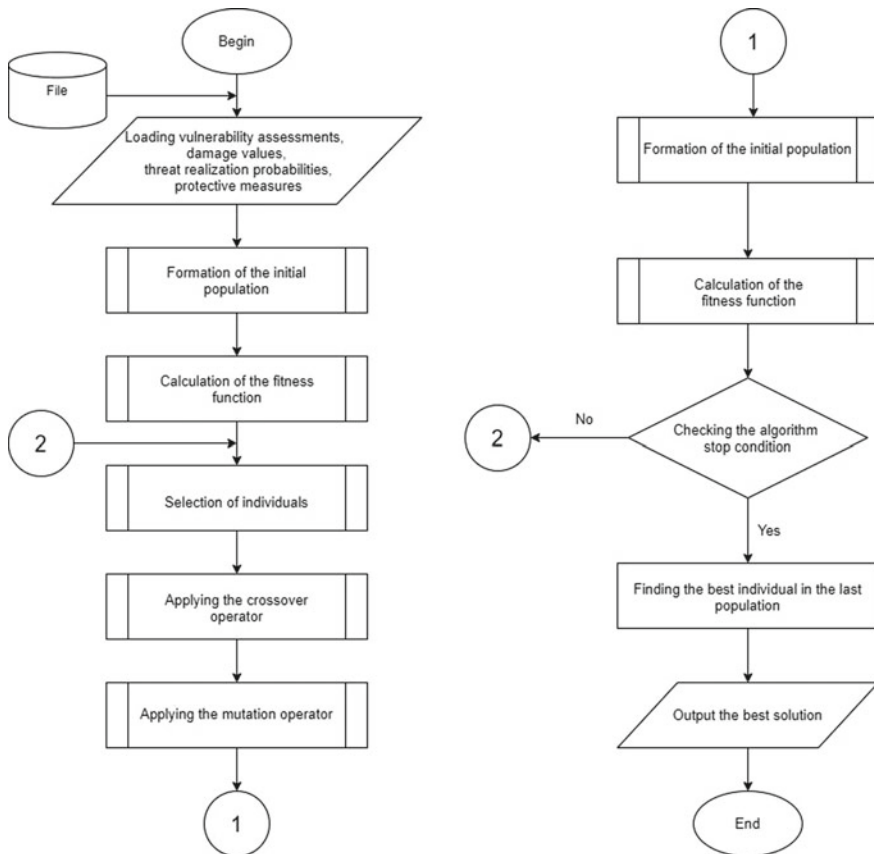 Begin
File
Loading vulnerability assessments,
damage values,
threat realization probabilities,
protective measures
Formation of the initial
population
Calculation of the fitness
function
2
Selection of individuals
Applying the crossover
operator
Applying the mutation operator
1
1
Formation of the initial population
Calculation of the
fitness function
Checking the algorithm
stop condition
No
2
Yes
Finding the best individual in the last
population
Output the best solution
End